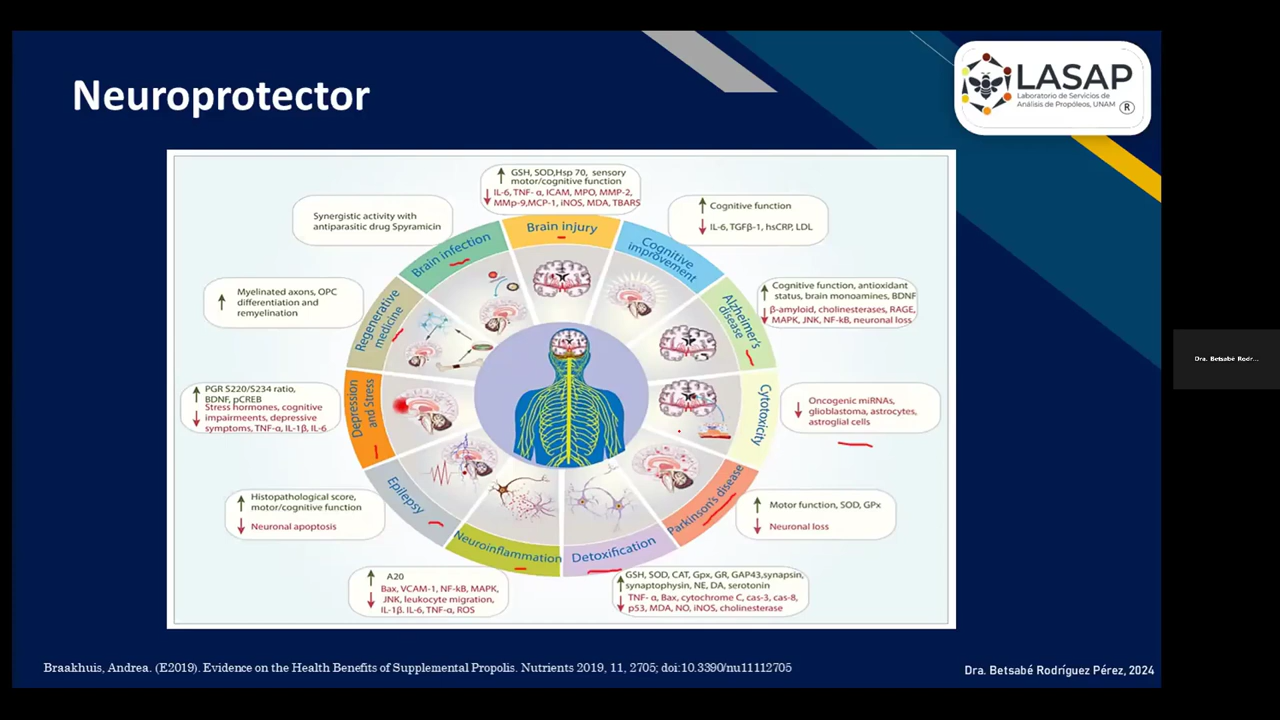 Neuroprotector
LASAP
Laboratorio de Servicios de
Análisis de Propóleos, UNAM
®
GSH, SOD,Hsp 70, sensory
motor/cognitive function
IL-6, TNF- α, ICAM, MPO, MMP-2,
MMp-9,MCP-1, iNOS, MDA, TBARS
Synergistic activity with
antiparasitic drug Spyramicin
Cognitive function
IL-6, TGFβ-1, hsCRP, LDL
Brain infection
Brain injury
Cognitive
improvement
Myelinated axons, OPC
differentiation and
remyelination
Regenerative
medicine
Alzheimer's
disease
Cognitive function, antioxidant
status, brain monoamines, BDNF
β-amyloid, cholinesterases, RAGE,
MAPK, JNK, NF-kB, neuronal loss
PGR S220/S234 ratio,
BDNF, pCREB
Stress hormones, cognitive
impairmeents, depressive
symptoms, TNF-α, IL-1β, IL-6
Depression
and Stress
Cytotoxicity
Oncogenic miRNAs,
glioblastoma, astrocytes,
astroglial cells
Histopathological score,
motor/cognitive function
Neuronal apoptosis
Epilepsy
Neuroinflammation
Detoxification
Parkinson's disease
Motor function, SOD, GPx
Neuronal loss
A20
Bax, VCAM-1, NF-kB, MAPK,
JNK, leukocyte migration,
IL-1β. IL-6, TNF-α, ROS
GSH, SOD, CAT, Gpx, GR, GAP43,synapsin,
synaptophysin, NE, DA, serotonin
TNF- α, Bax, cytochrome C, cas-3, cas-8,
p53, MDA, NO, iNOS, cholinesterase
Dra. Betsabé Rodr...
Braakhuis, Andrea. (E2019). Evidence on the Health Benefits of Supplemental Propolis. Nutrients 2019, 11, 2705; doi:10.3390/nu11112705
Dra. Betsabé Rodríguez Pérez, 2024